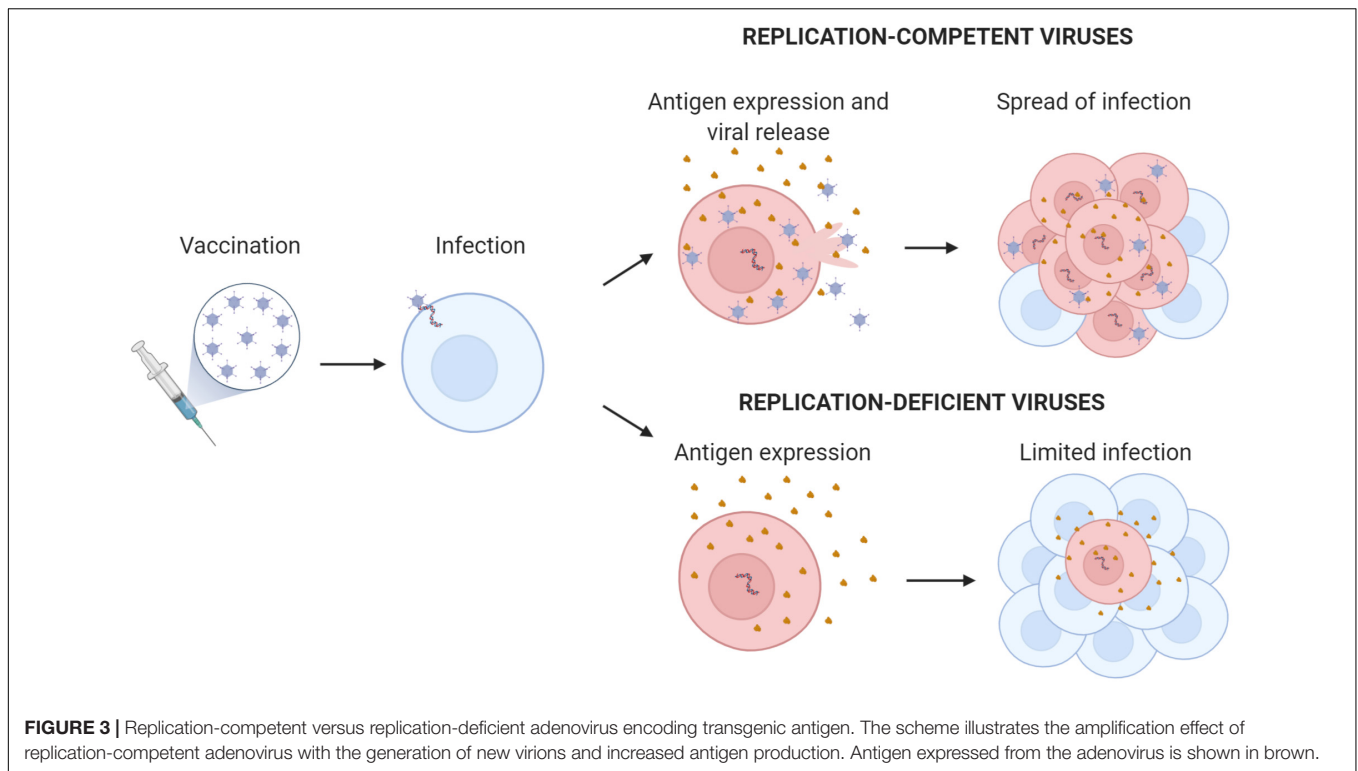 REPLICATION-COMPETENT VIRUSES
Antigen expression and
viral release
Spread of infection
Vaccination
Infection
REPLICATION-DEFICIENT VIRUSES
Antigen expression
Limited infection
FIGURE 3 | Replication-competent versus replication-deficient adenovirus encoding transgenic antigen. The scheme illustrates the amplification effect of
replication-competent adenovirus with the generation of new virions and increased antigen production. Antigen expressed from the adenovirus is shown in brown.